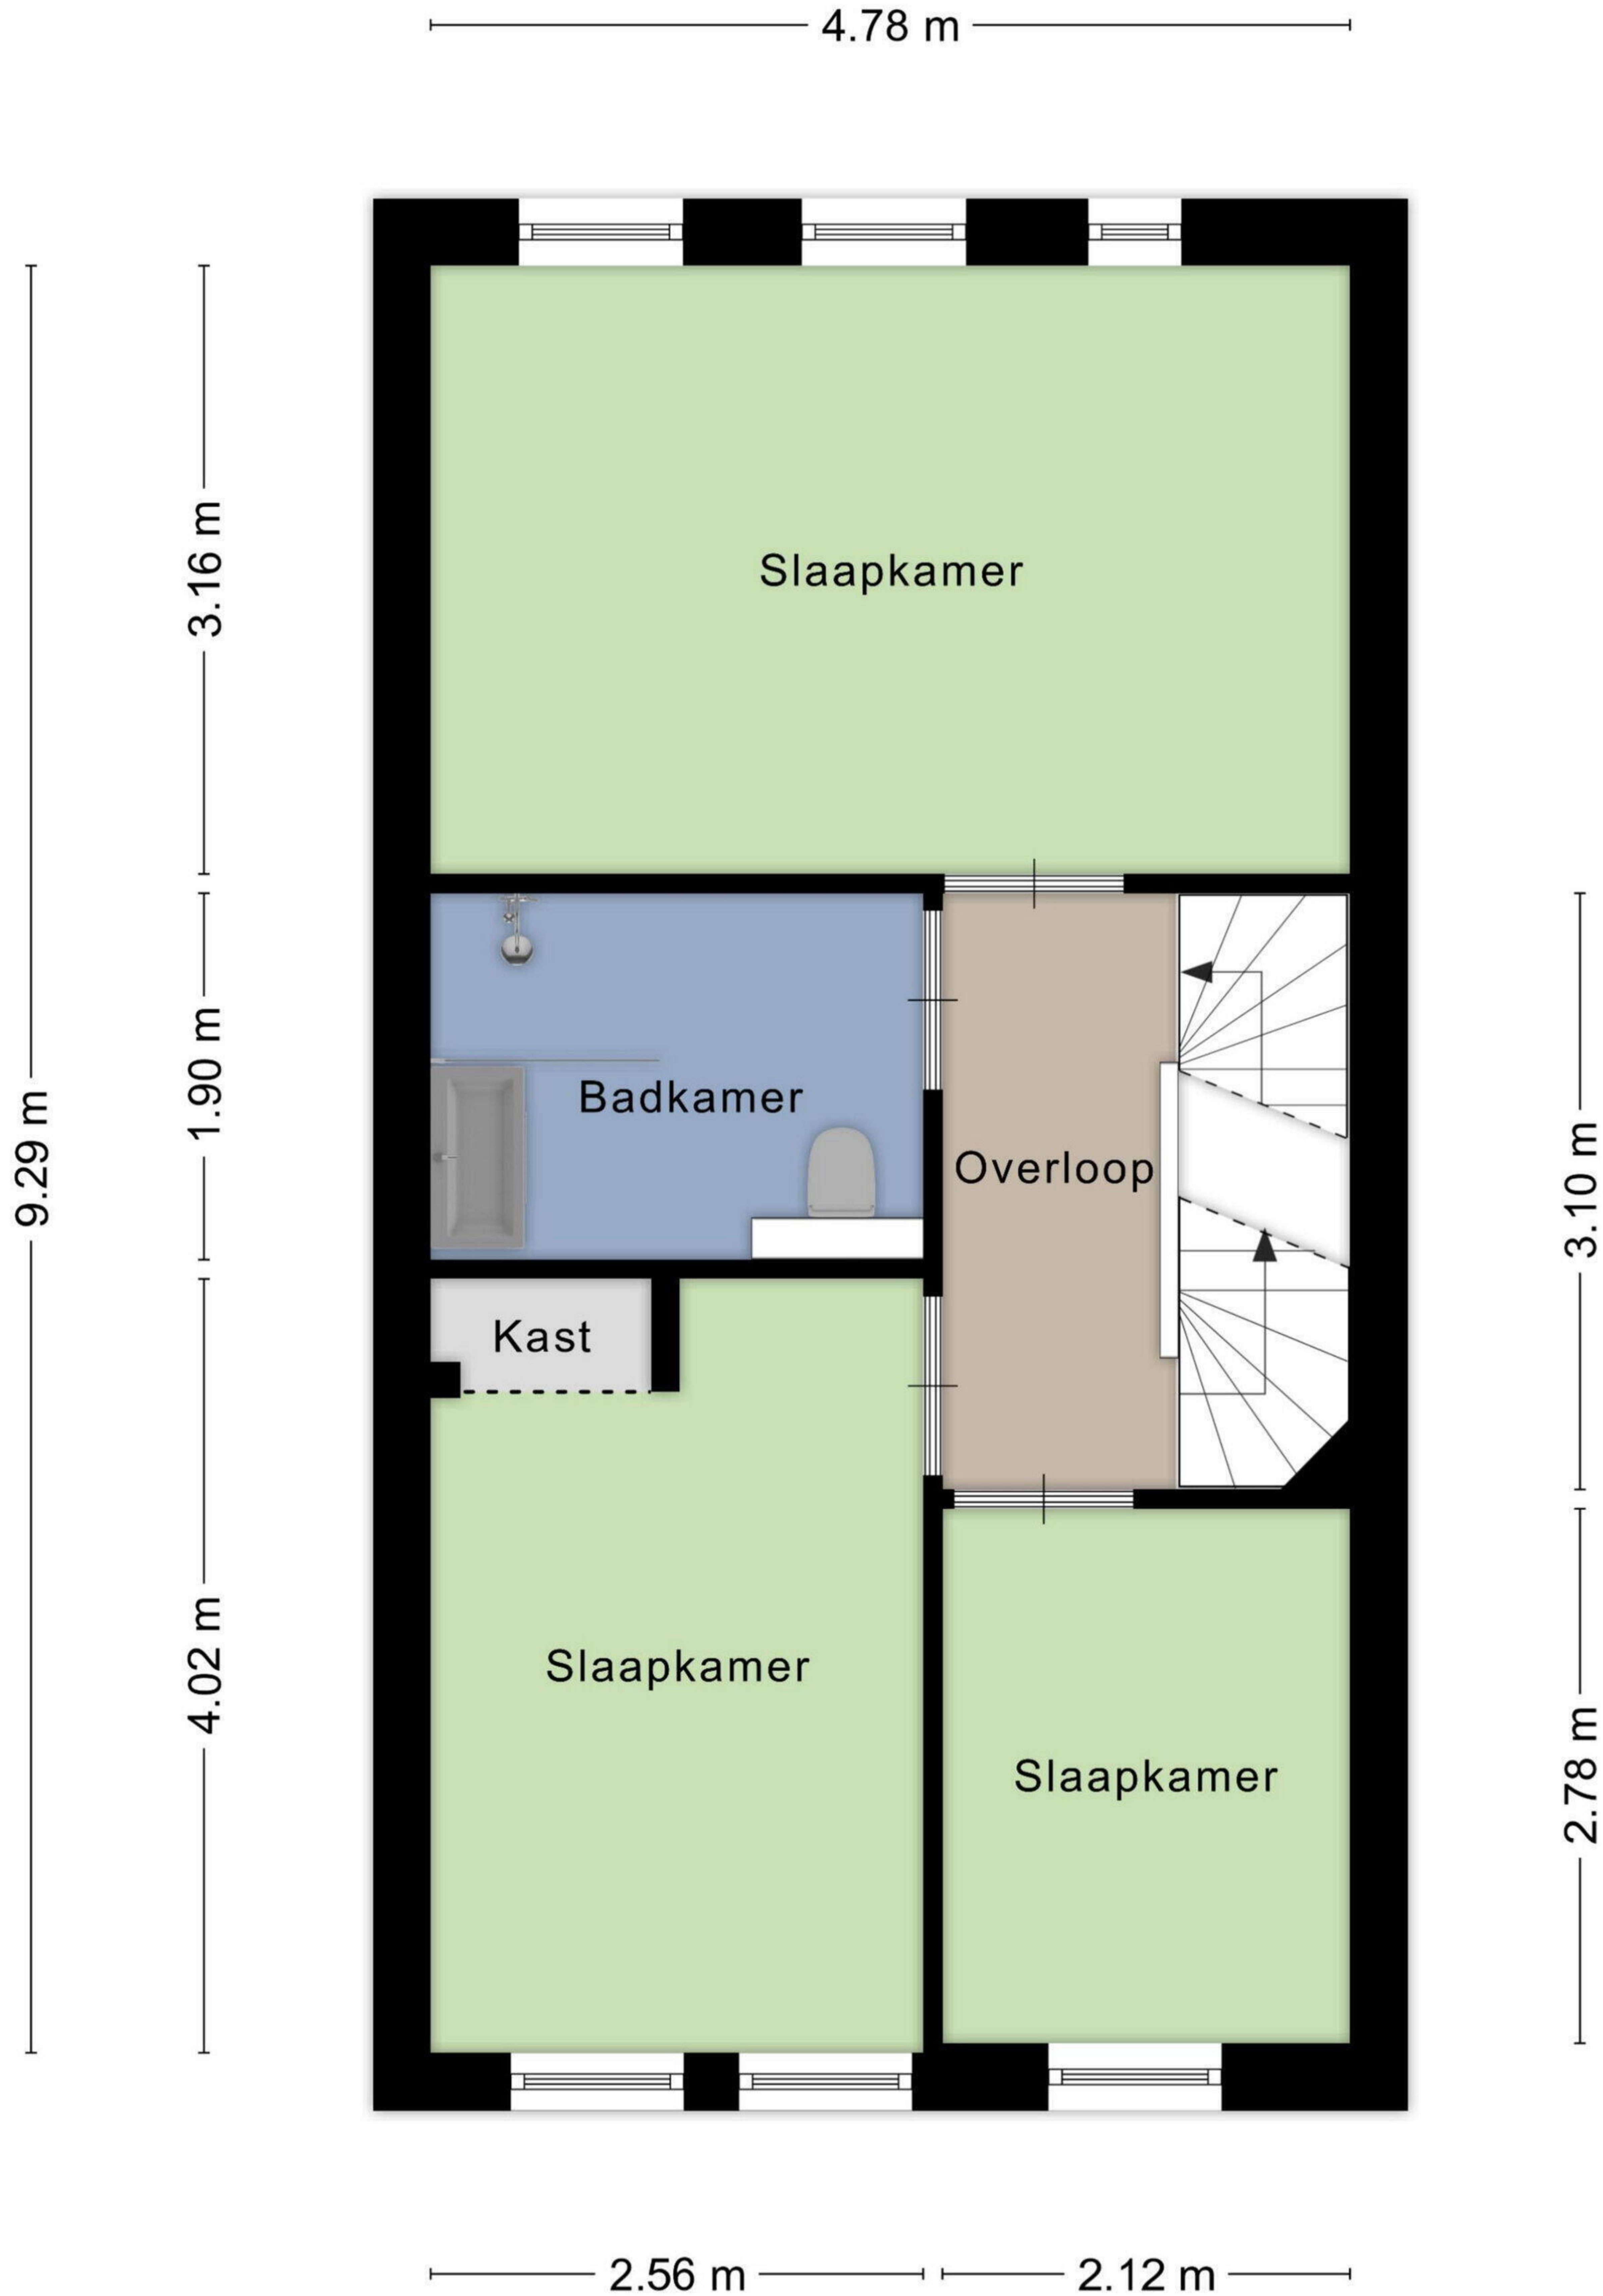 4.78 m
3.16 m
Slaapkamer
9.29 m
1.90 m
Badkamer
Overloop
3.10 m
Kast
4.02 m
Slaapkamer
Slaapkamer
2.78 m
2.56 m
2.12 m